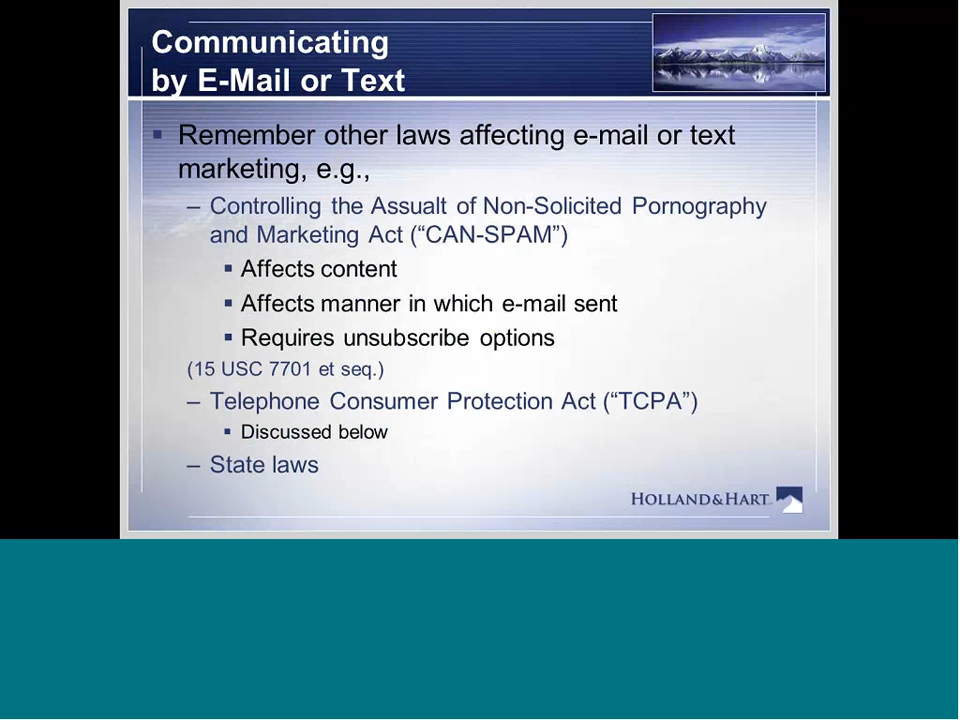 Communicating
by E-Mail or Text
▪ Remember other laws affecting e-mail or text
marketing, e.g.,
– Controlling the Assualt of Non-Solicited Pornography
and Marketing Act (“CAN-SPAM”)
▪ Affects content
▪ Affects manner in which e-mail sent
▪ Requires unsubscribe options
(15 USC 7701 et seq.)
– Telephone Consumer Protection Act (“TCPA”)
▪ Discussed below
– State laws
HOLLAND&HART